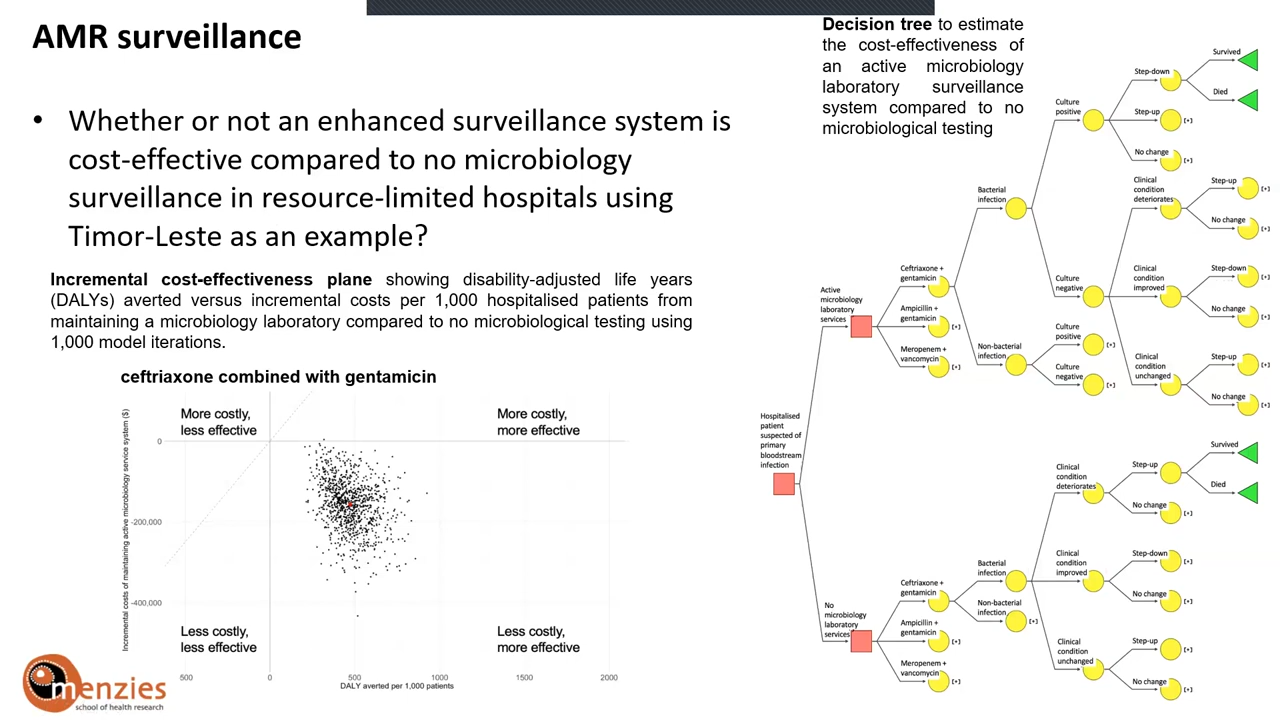 AMR surveillance
• Whether or not an enhanced surveillance system is
cost-effective compared to no microbiology
surveillance in resource-limited hospitals using
Timor-Leste as an example?
Incremental cost-effectiveness plane showing disability-adjusted life years
(DALYs) averted versus incremental costs per 1,000 hospitalised patients from
maintaining a microbiology laboratory compared to no microbiological testing using
1,000 model iterations.
ceftriaxone combined with gentamicin
More costly,
less effective
More costly,
more effective
Less costly,
less effective
Less costly,
more effective
Incremental costs of maintaining active microbiology service system ($)
0
-200,000
-400,000
500
0
500
1000
1500
2000
DALY averted per 1,000 patients
menzies
school of health research
Decision tree to estimate
the cost-effectiveness of
an active microbiology
laboratory surveillance
system compared to no
microbiological testing
Hospitalised
patient
suspected of
primary
bloodstream
infection
Active
microbiology
laboratory
services
Ceftriaxone +
gentamicin
Ampicillin +
gentamicin
[+]
Meropenem +
vancomycin
[+]
Bacterial
infection
Non-bacterial
infection
Culture
positive
Step-down
Survived
Died
Step-up
[+]
No change
[+]
Culture
negative
Clinical
condition
deteriorates
Step-up
[+]
No change
[+]
Clinical
condition
improved
Step-down
[+]
No change
[+]
Clinical
condition
unchanged
Step-up
[+]
No change
[+]
Culture
positive
[+]
Culture
negative
[+]
No
microbiology
laboratory
services
Ceftriaxone +
gentamicin
Ampicillin +
gentamicin
[+]
Meropenem +
vancomycin
[+]
Bacterial
infection
Non-bacterial
infection
[+]
Clinical
condition
deteriorates
Step-up
Survived
Died
No change
[+]
Clinical
condition
improved
Step-down
[+]
No change
[+]
Clinical
condition
unchanged
Step-up
[+]
No change
[+]